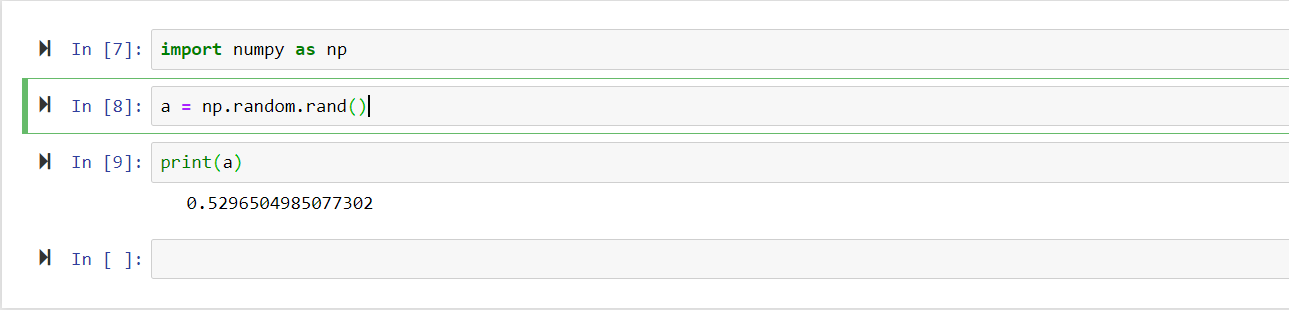 In [7]: import numpy as np
In [8]: a = np.random.rand()
In [9]: print(a)
0.5296504985077302
In [ ]: